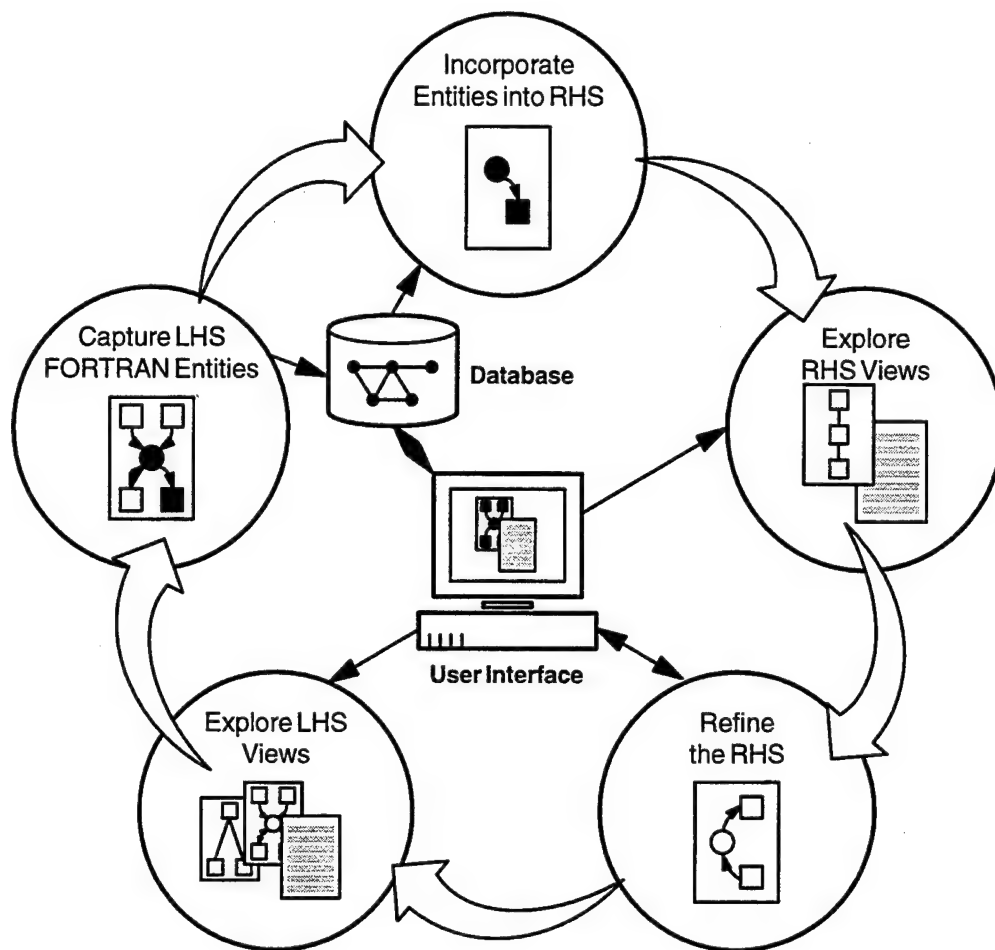 Incorporate
Entities into RHS
Capture LHS
FORTRAN Entities
Database
Explore
RHS Views
User Interface
Explore LHS
Views
Refine
the RHS